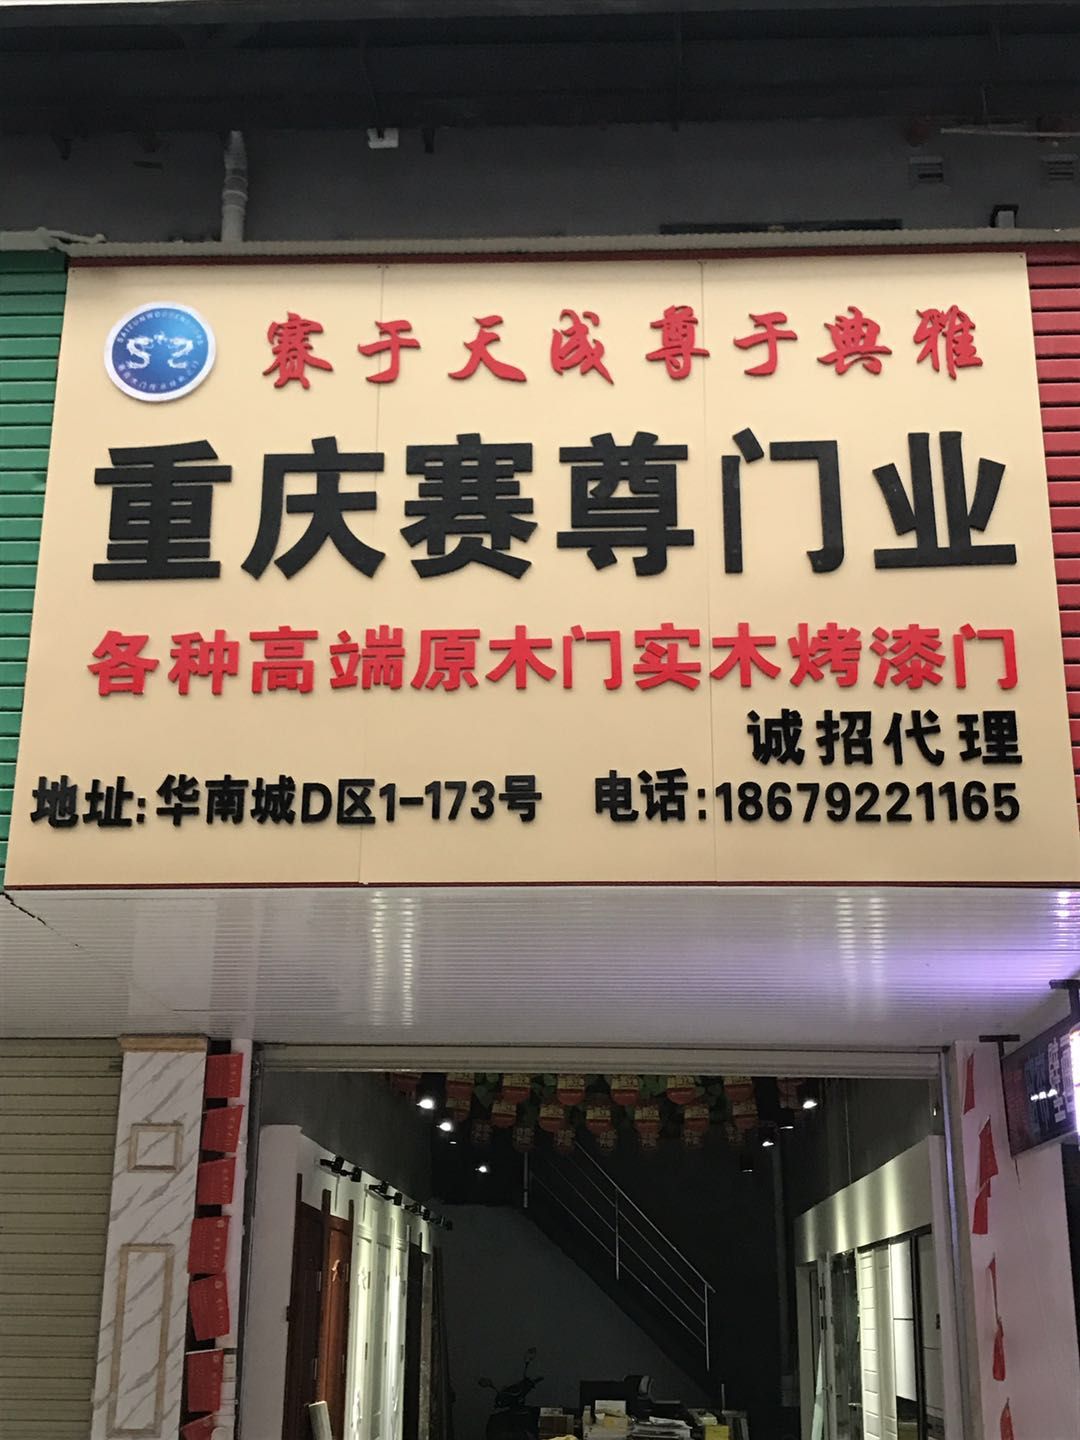 赛于天成尊于典雅
重庆赛尊门业
各种高端原木门实木烤漆门
诚招代理
地址:华南城D区1-173号 电话:18679221165